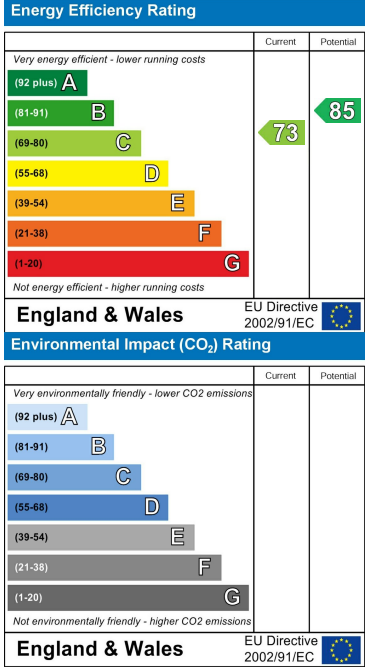 Energy Efficiency Rating
Current Potential
Very energy efficient - lower running costs
(92 plus) A
(81-91) B
(69-80) C
(55-68) D
(39-54) E
(21-38) F
(1-20) G
73
85
Not energy efficient - higher running costs
England & Wales
EU Directive
2002/91/EC
Environmental Impact (CO₂) Rating
Current Potential
Very environmentally friendly - lower CO2 emissions
(92 plus) A
(81-91) B
(69-80) C
(55-68) D
(39-54) E
(21-38) F
(1-20) G
Not environmentally friendly - higher CO2 emissions
England & Wales
EU Directive
2002/91/EC